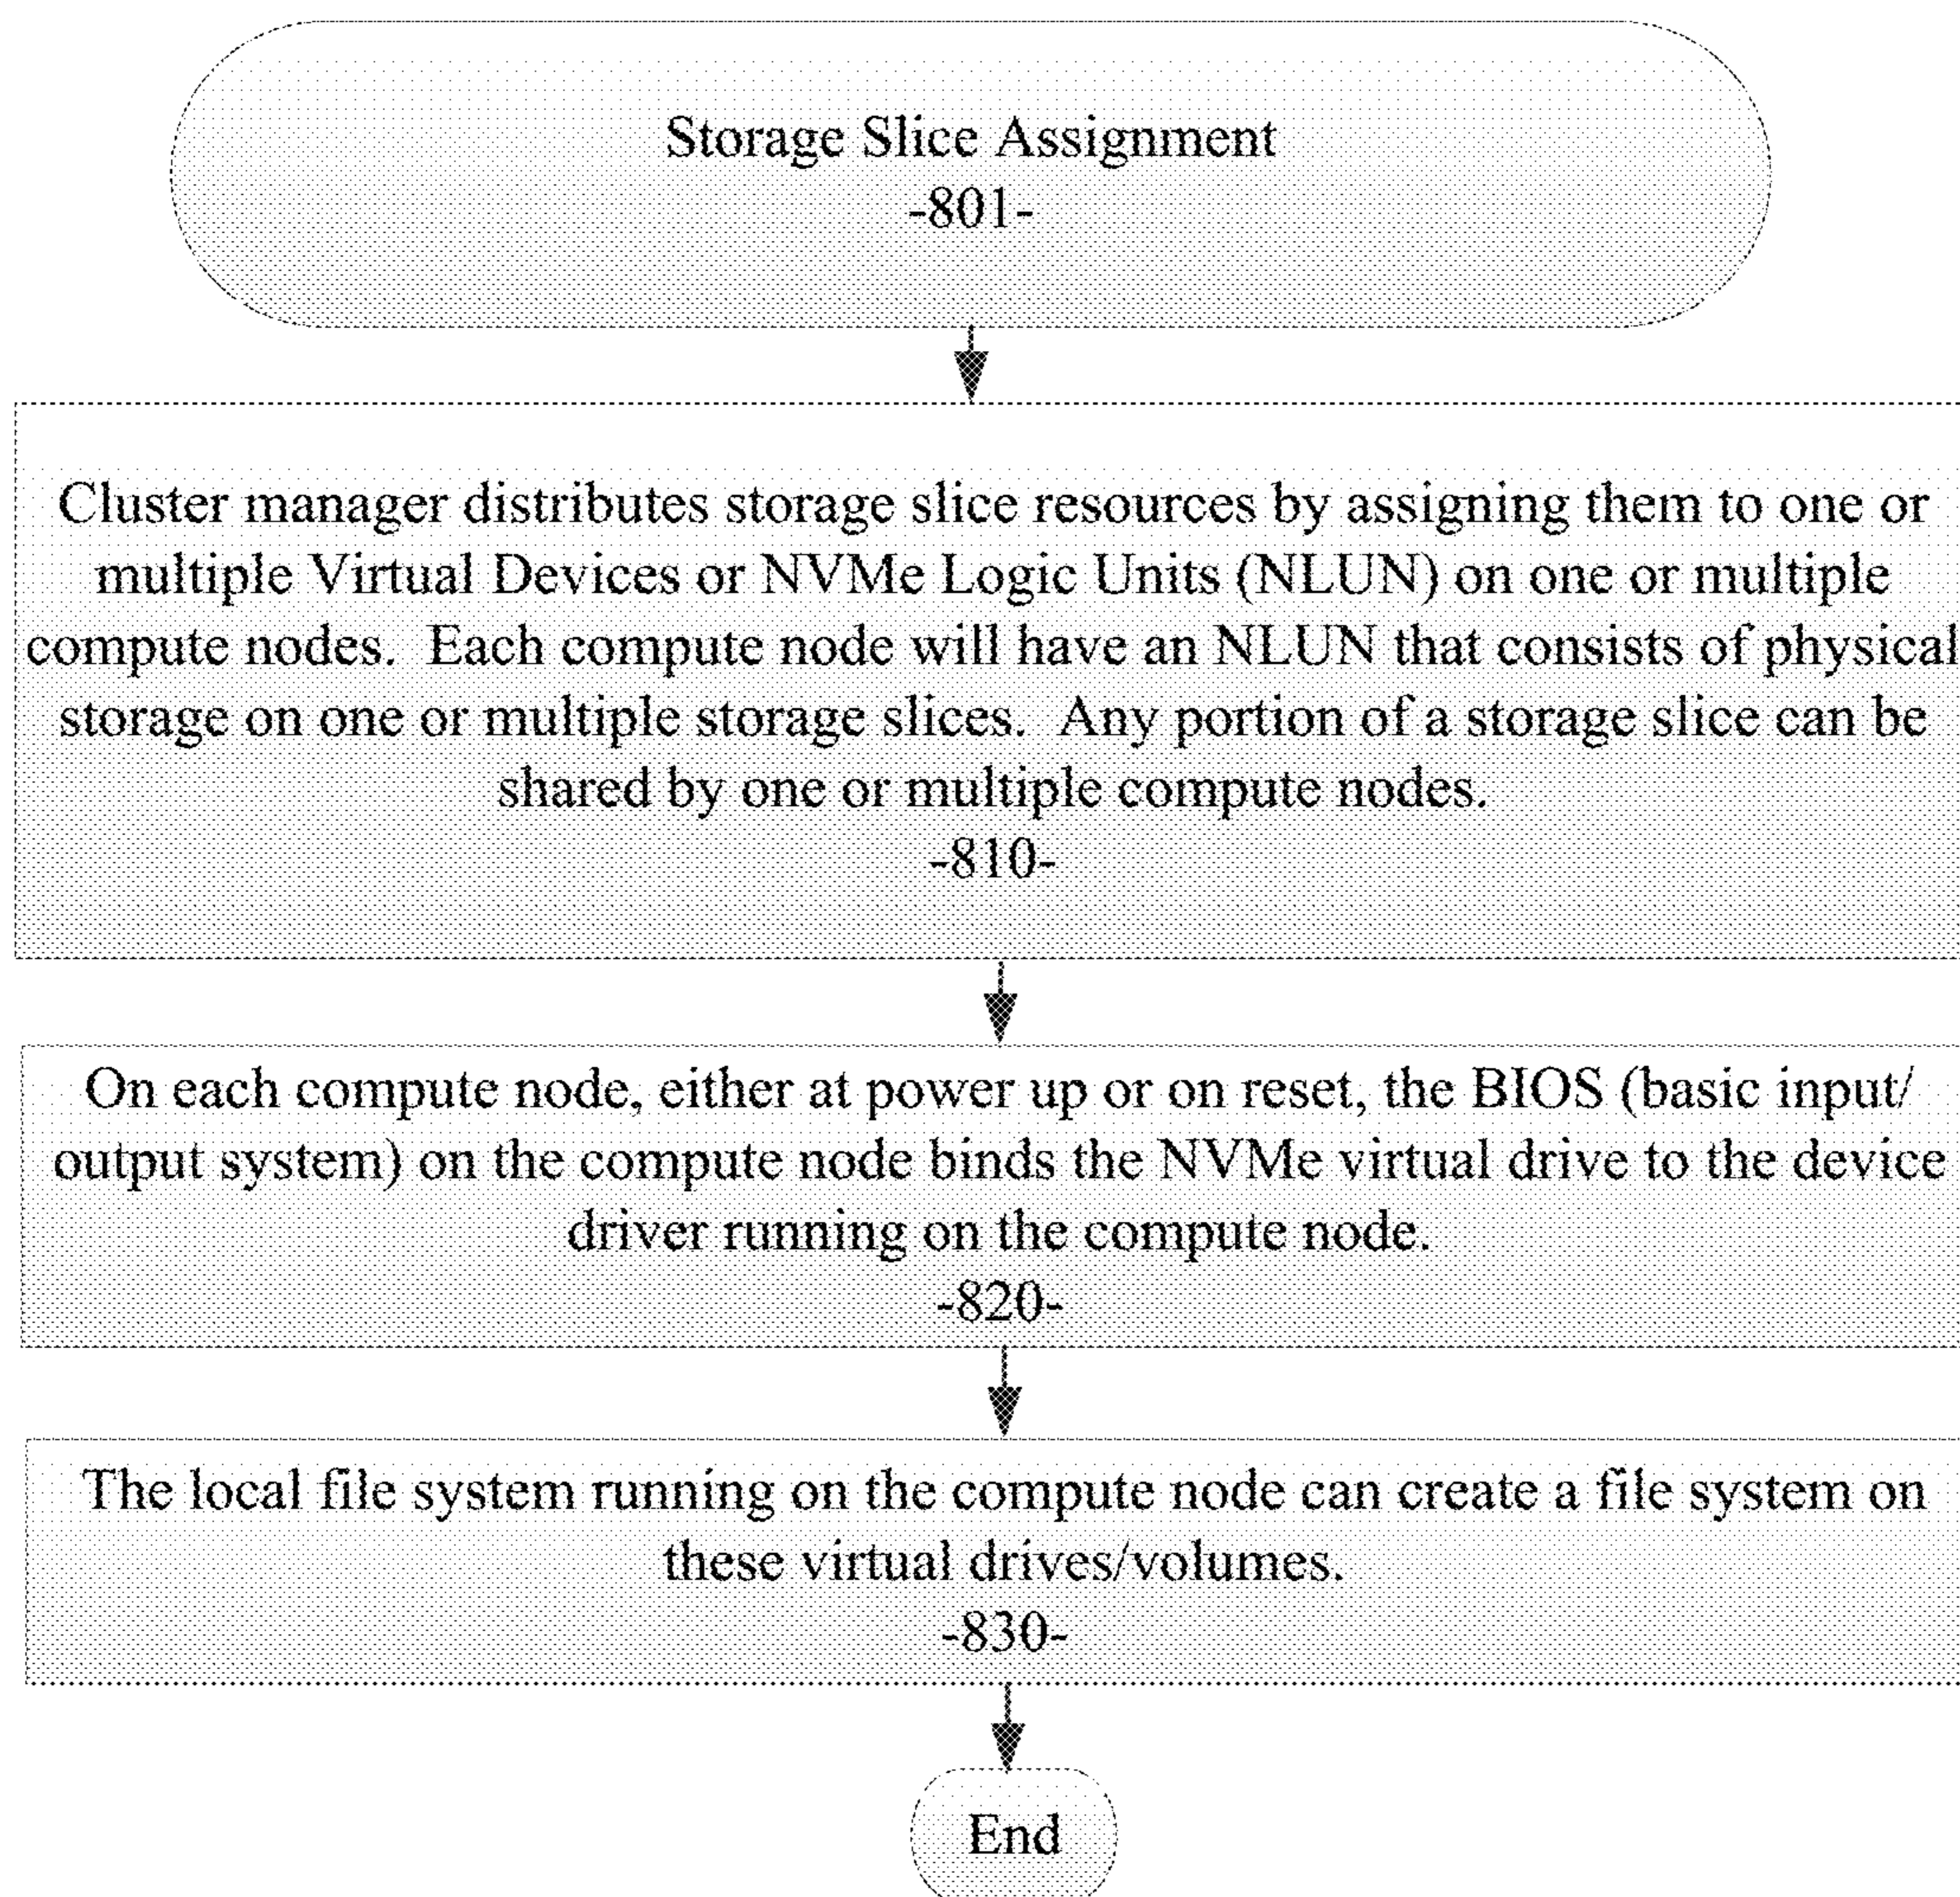 Storage Slice Assignment
-801-
Cluster manager distributes storage slice resources by assigning them to one or
multiple Virtual Devices or NVMe Logic Units (NLUN) on one or multiple
compute nodes.  Each compute node will have an NLUN that consists of physical
storage on one or multiple storage slices.  Any portion of a storage slice can be
shared by one or multiple compute nodes.
-810-
On each compute node, either at power up or on reset, the BIOS (basic input/
output system) on the compute node binds the NVMe virtual drive to the device
driver running on the compute node.
-820-
The local file system running on the compute node can create a file system on
these virtual drives/volumes.
-830-
End